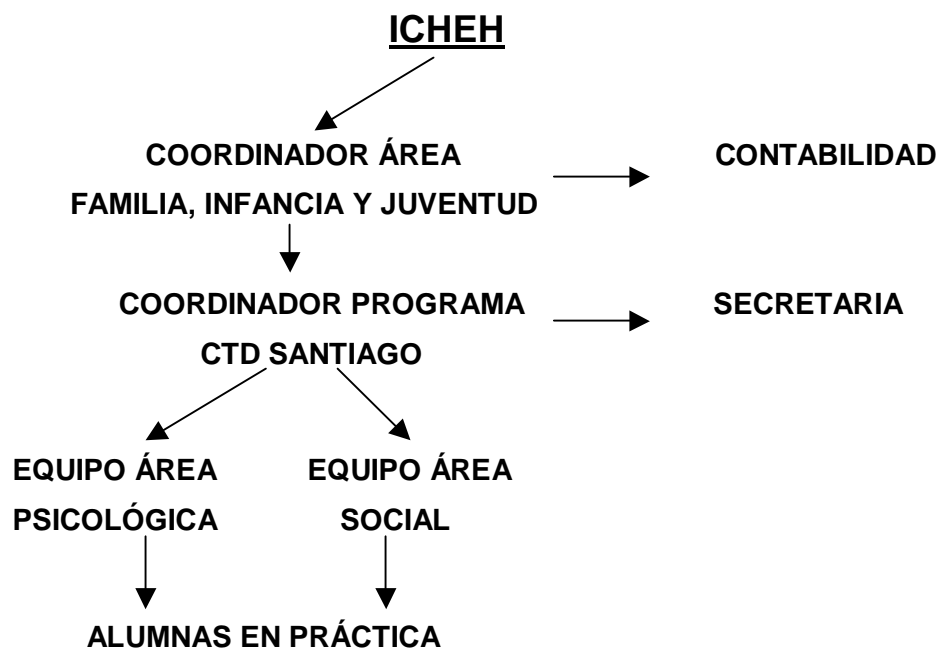 ICHEH
COORDINADOR ÁREA
FAMILIA, INFANCIA Y JUVENTUD
CONTABILIDAD
COORDINADOR PROGRAMA
CTD SANTIAGO
SECRETARIA
EQUIPO ÁREA
PSICOLÓGICA
EQUIPO ÁREA
SOCIAL
ALUMNAS EN PRÁCTICA